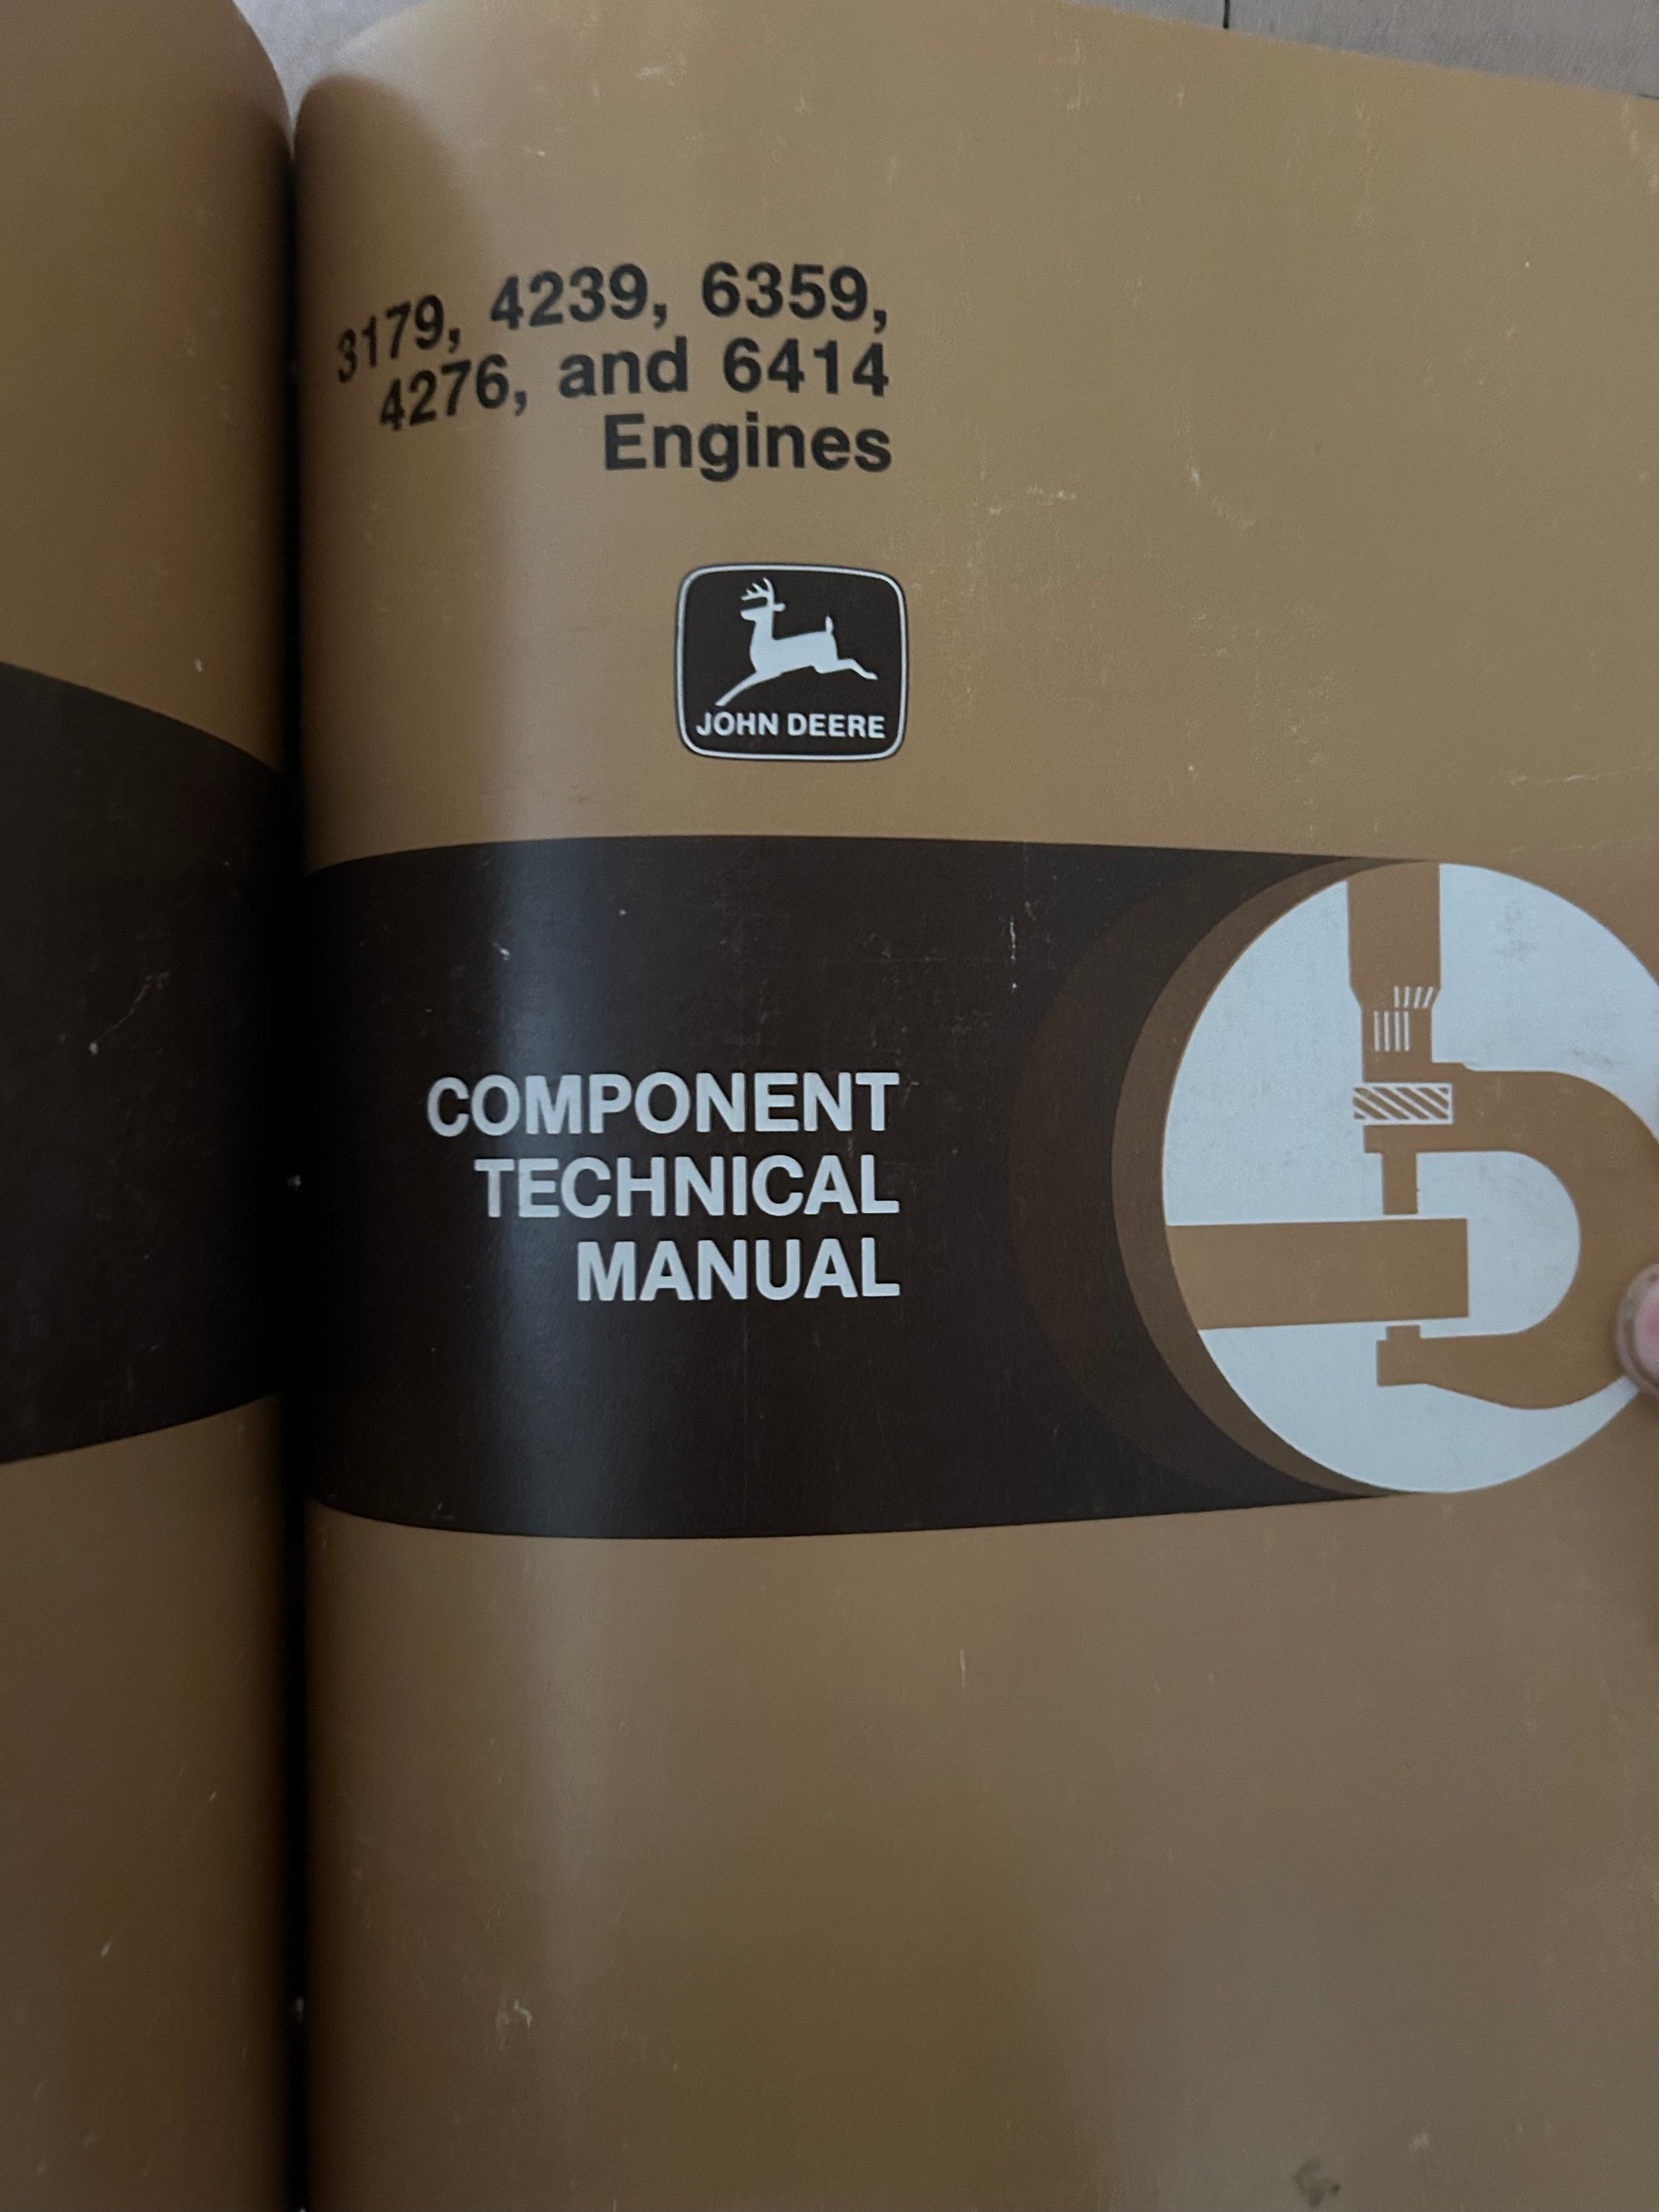 3179, 4239, 6359,
4276, and 6414
Engines
JOHN DEERE
COMPONENT
TECHNICAL
MANUAL